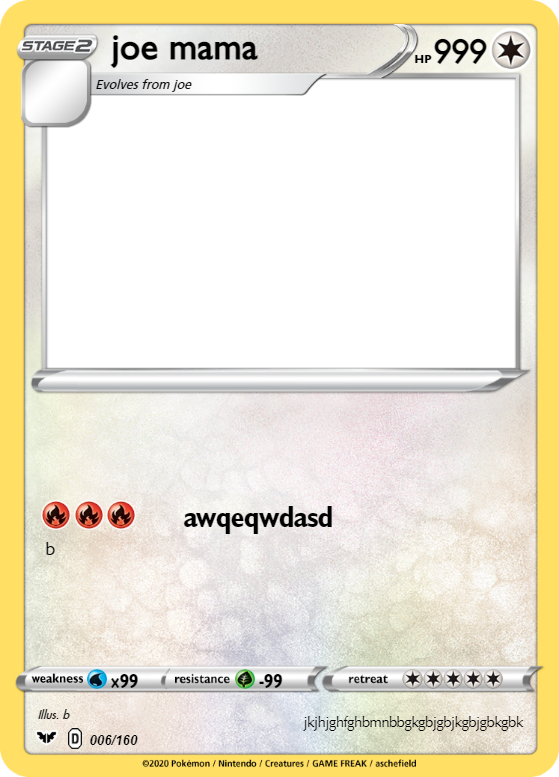 STAGE2 joe mama HP 999
Evolves from joe
awqeqwdasd
b
weakness x99 resistance -99 retreat
Illus. b
jkjhjghfghbmnbbgkgbjgbjkgbjgbkgbk
D 006/160
©2020 Pokémon / Nintendo / Creatures / GAME FREAK / aschefield